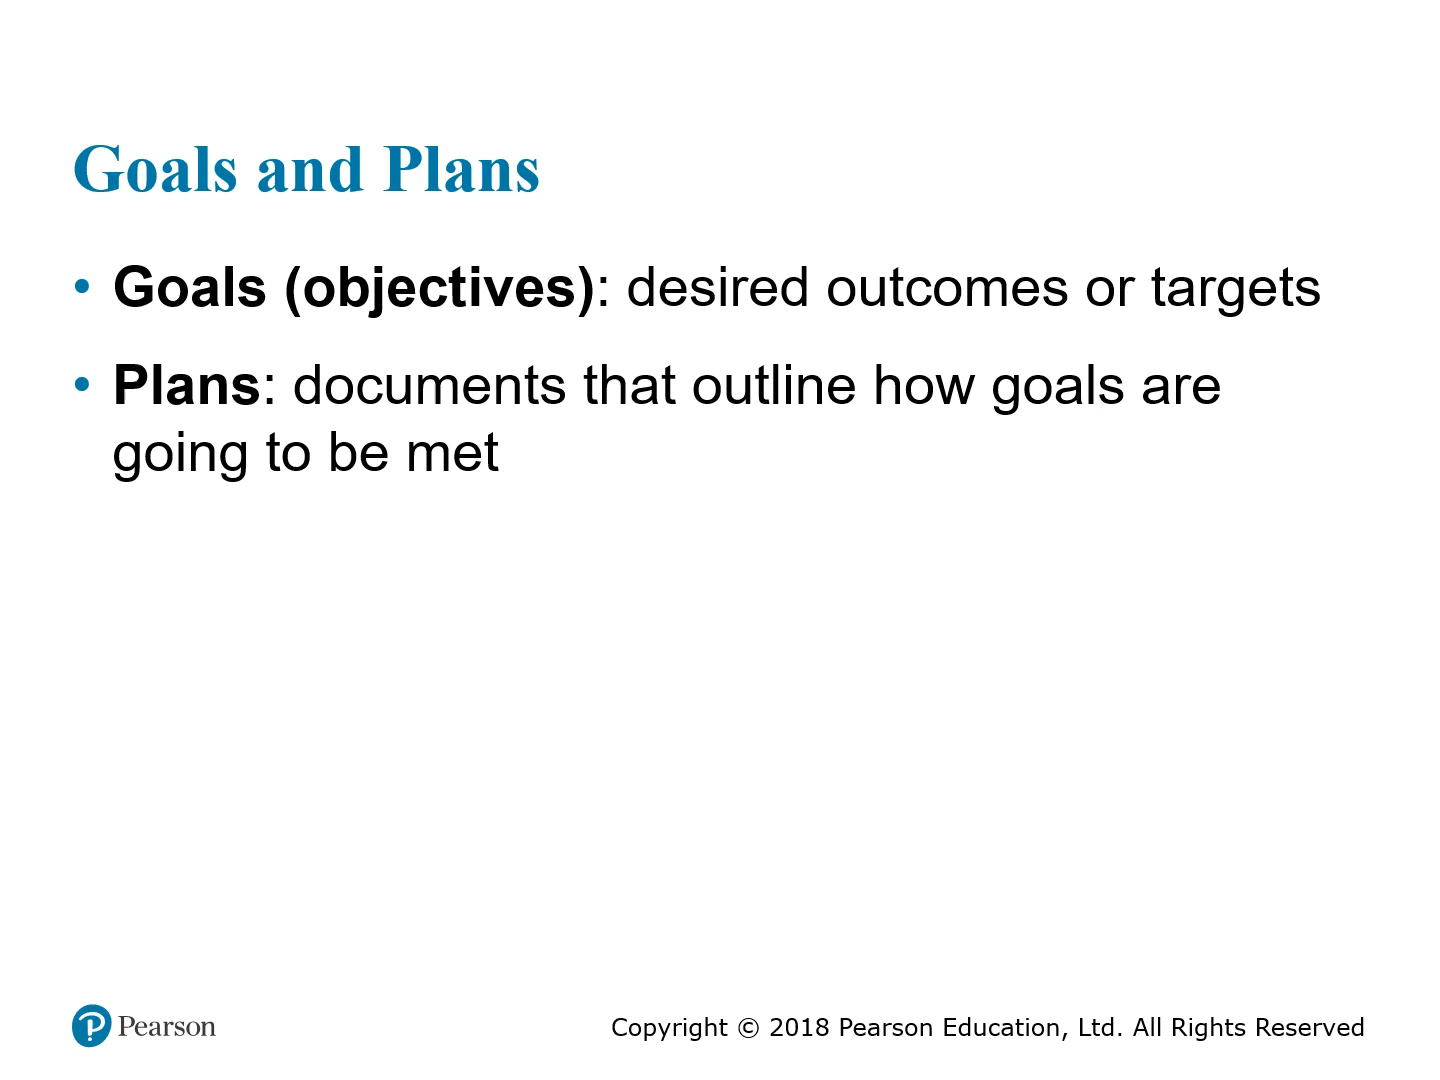 Goals and Plans
• Goals (objectives): desired outcomes or targets
• Plans: documents that outline how goals are
going to be met
Pearson
Copyright © 2018 Pearson Education, Ltd. All Rights Reserved